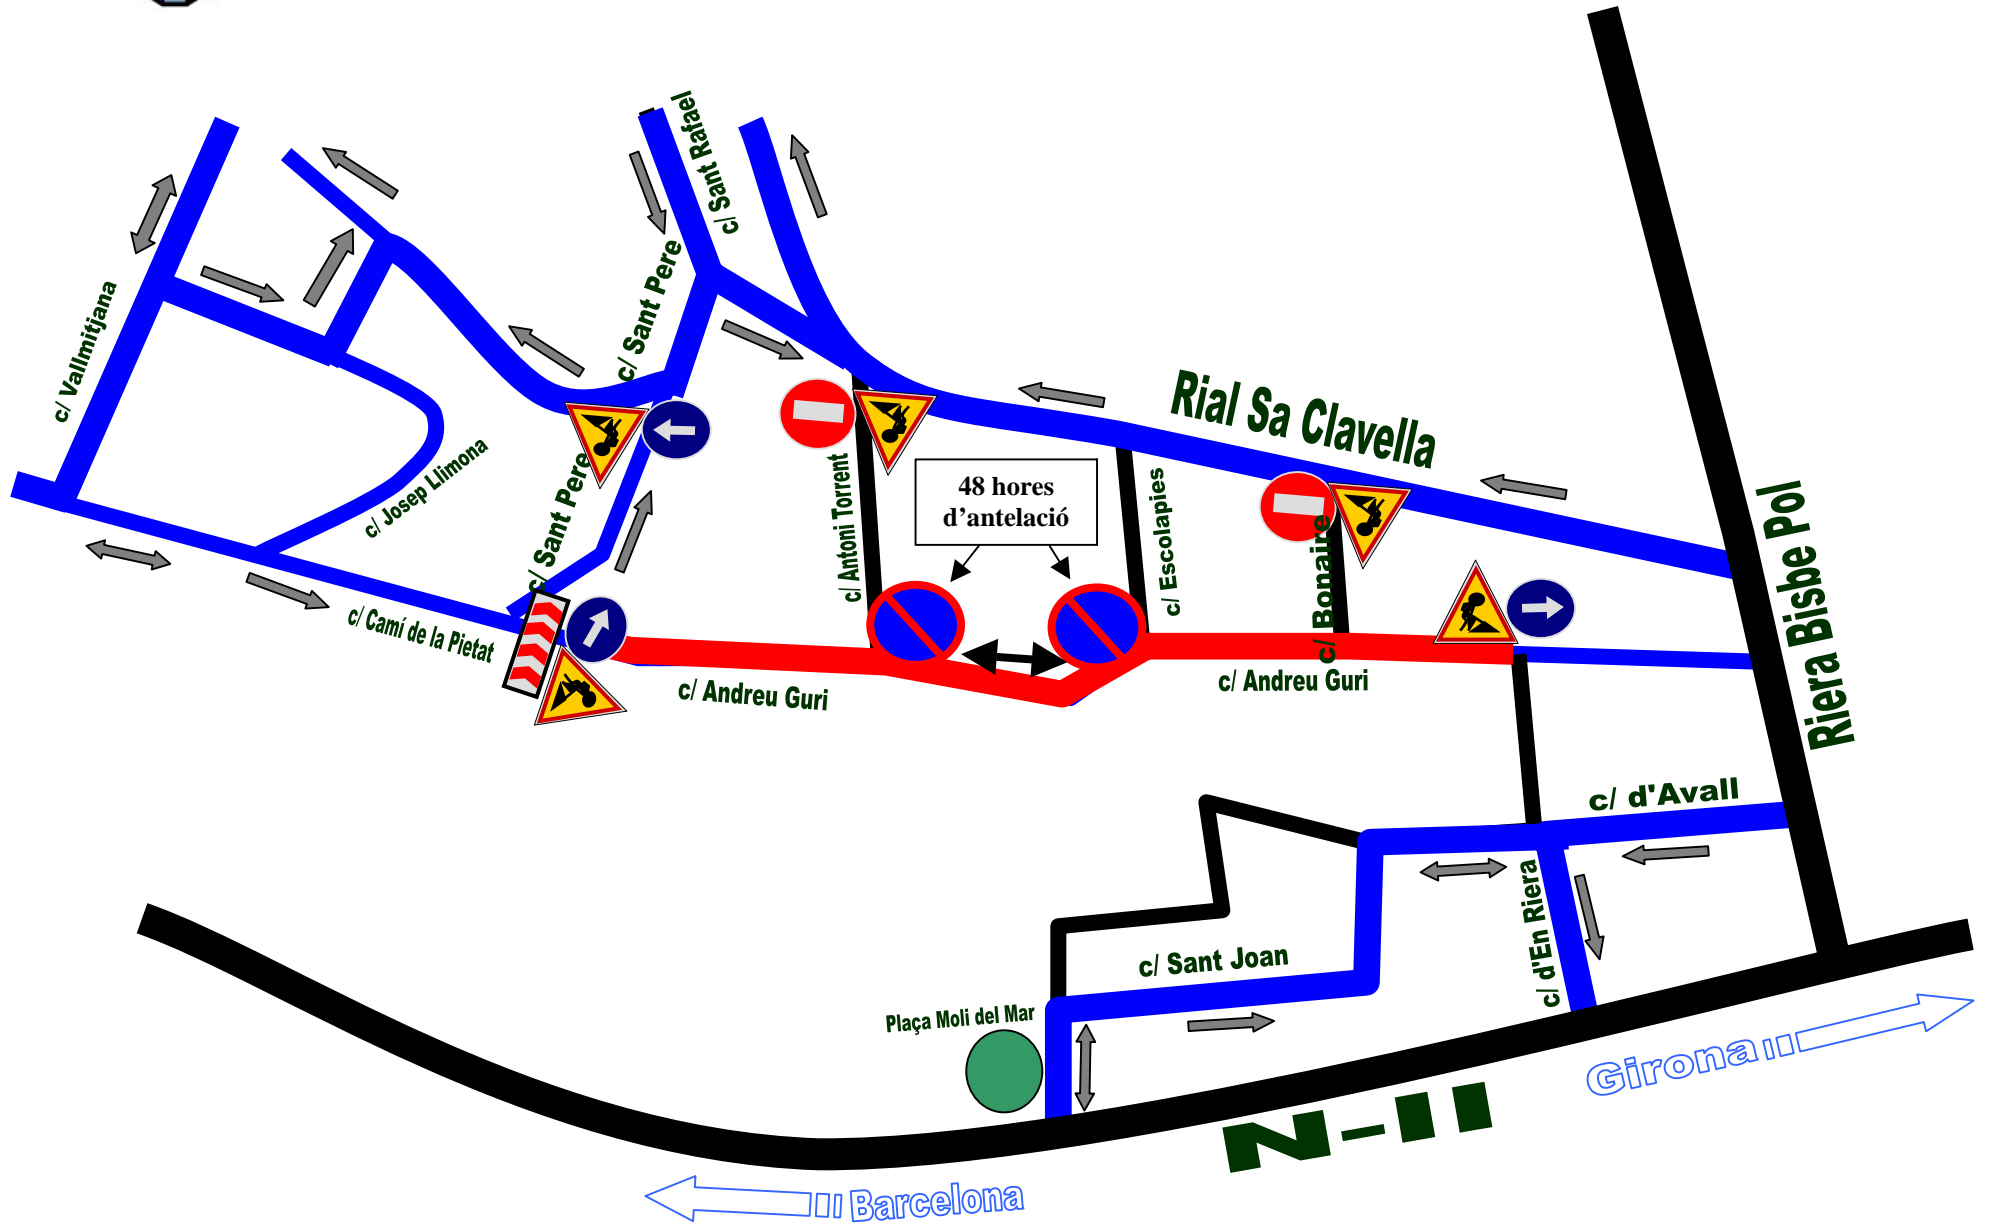 c/ Sant Rafael
c/ Sant Pere
c/ Vallmitjana
Rial Sa Clavella
c/ Josep Llimona
c/ Sant Pere
c/ Antoni Torrent
48 hores
d’antelació
c/ Escolapies
c/ Bonaire
Riera Bisbe Pol
c/ Camí de la Pietat
c/ Andreu Guri
c/ Andreu Guri
c/ d'Avall
c/ d'En Riera
c/ Sant Joan
Plaça Moli del Mar
Girona
N-II
Barcelona